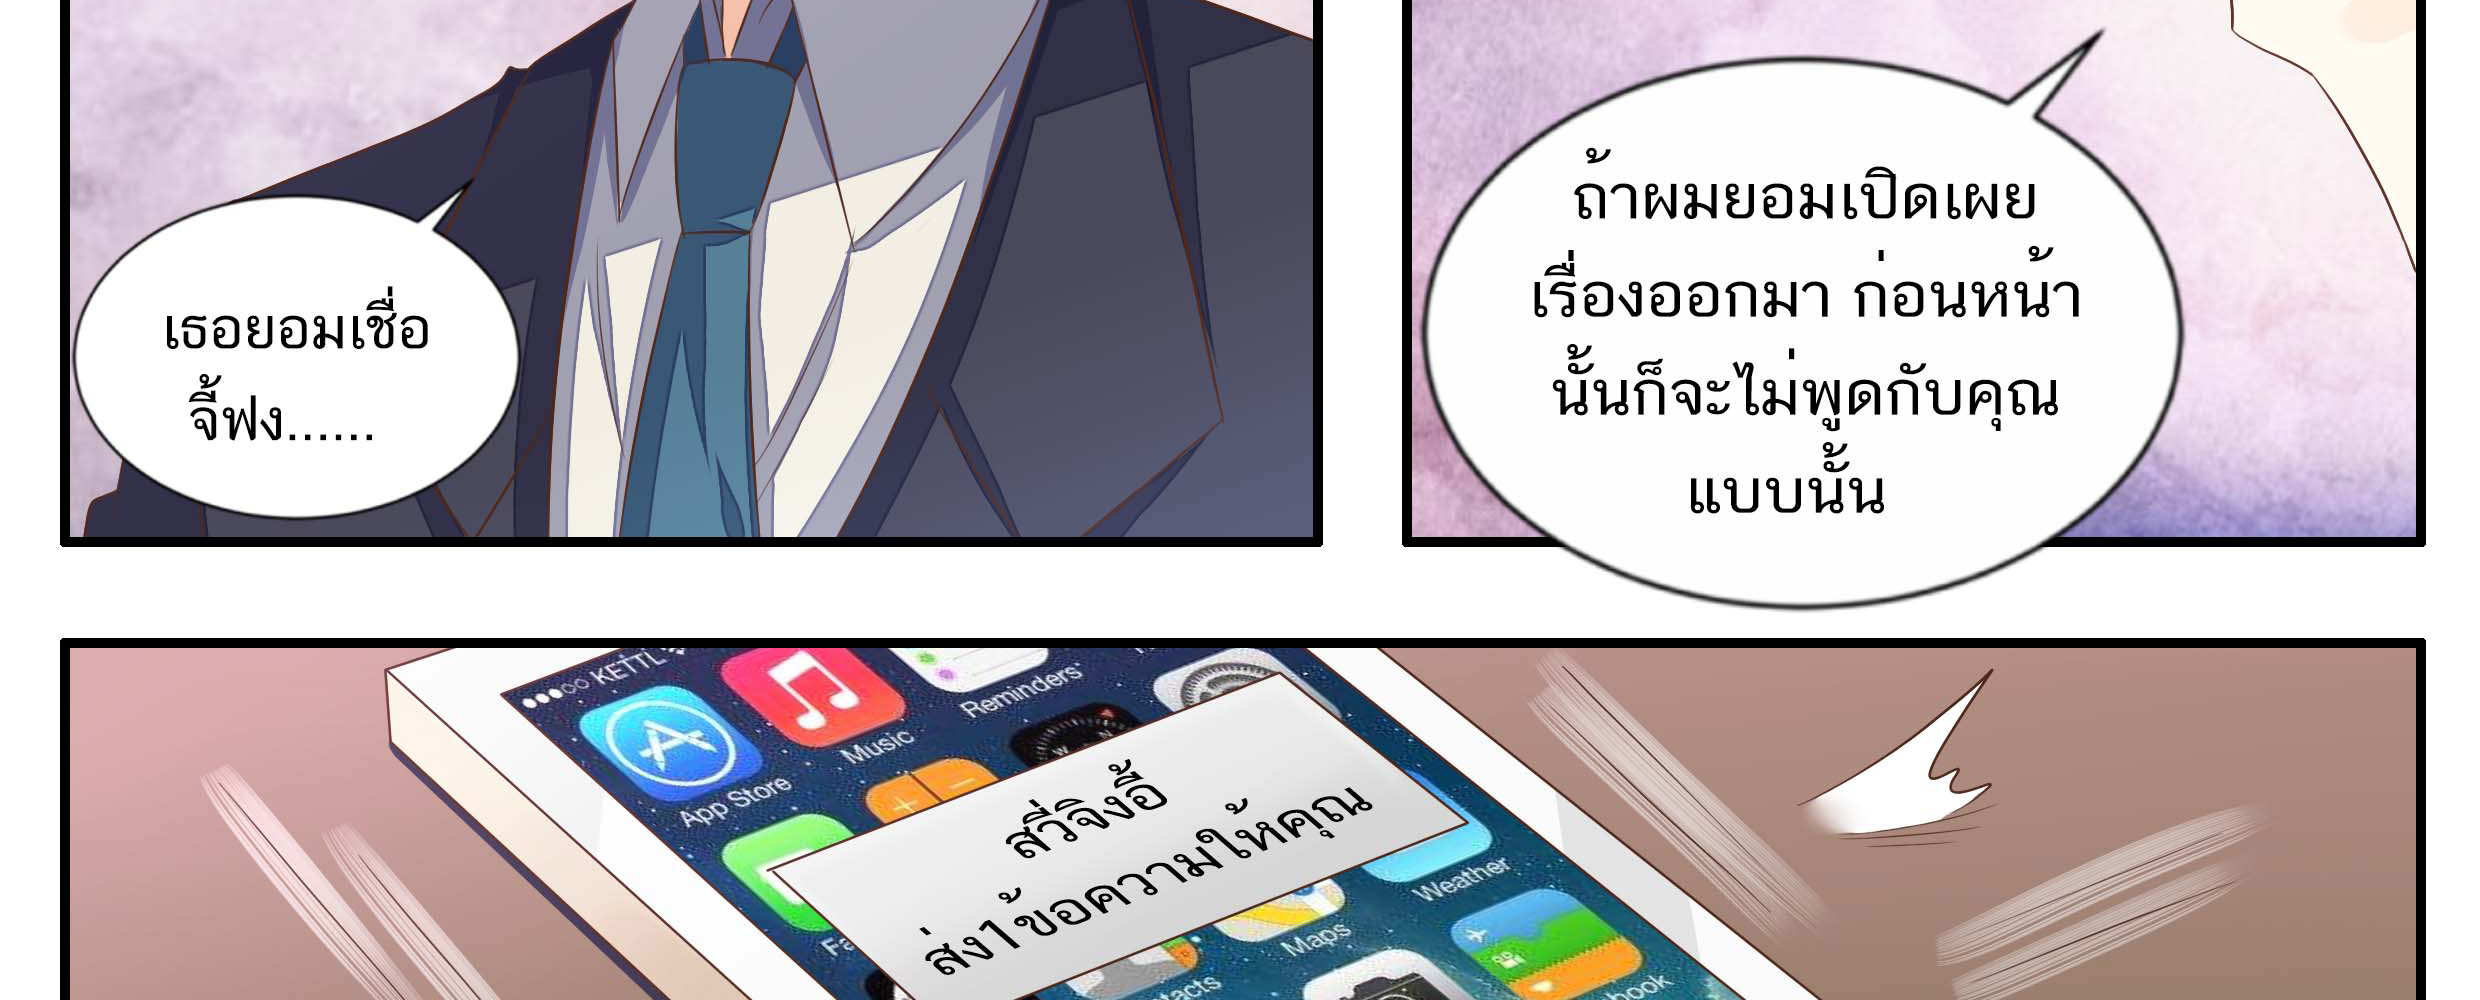 เธอยอมเชื่อ
จี้ฟง......
ถ้าผมยอมเปิดเผย
เรื่องออกมา ก่อนหน้า
นั้นก็จะไม่พูดกับคุณ
แบบนั้น
KETTL
App Store
Music
Reminders
สวี่จิงอี้
ส่ง1ข้อความให้คุณ
Weather
Maps